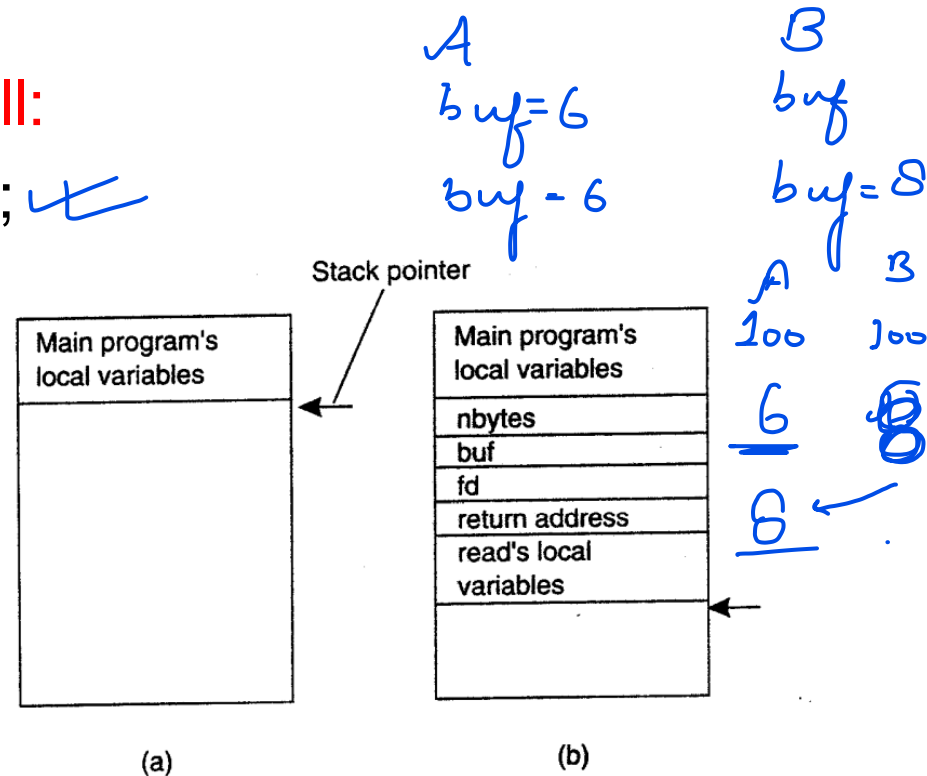 A B
buf=6 buf
buf - 6 buf=8
ll:
;
Stack pointer
A B
100 100
6 8
8
Main program's
local variables
Main program's
local variables
nbytes
buf
fd
return address
read's local
variables
(a)
(b)